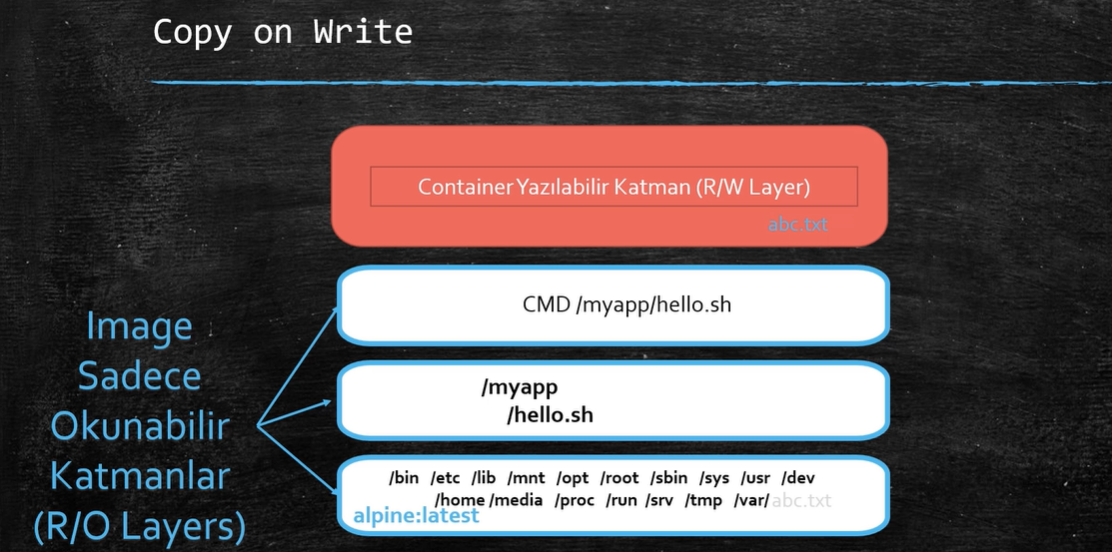 Copy on Write
Container Yazılabilir Katman (R/W Layer)
abc.txt
CMD /myapp/hello.sh
Image
Sadece
Okunabilir
Katmanlar
(R/O Layers)
/myapp
/hello.sh
/bin /etc /lib /mnt /opt /root /sbin /sys /usr /dev
/home /media /proc /run /srv /tmp /var/ abc.txt
alpine:latest